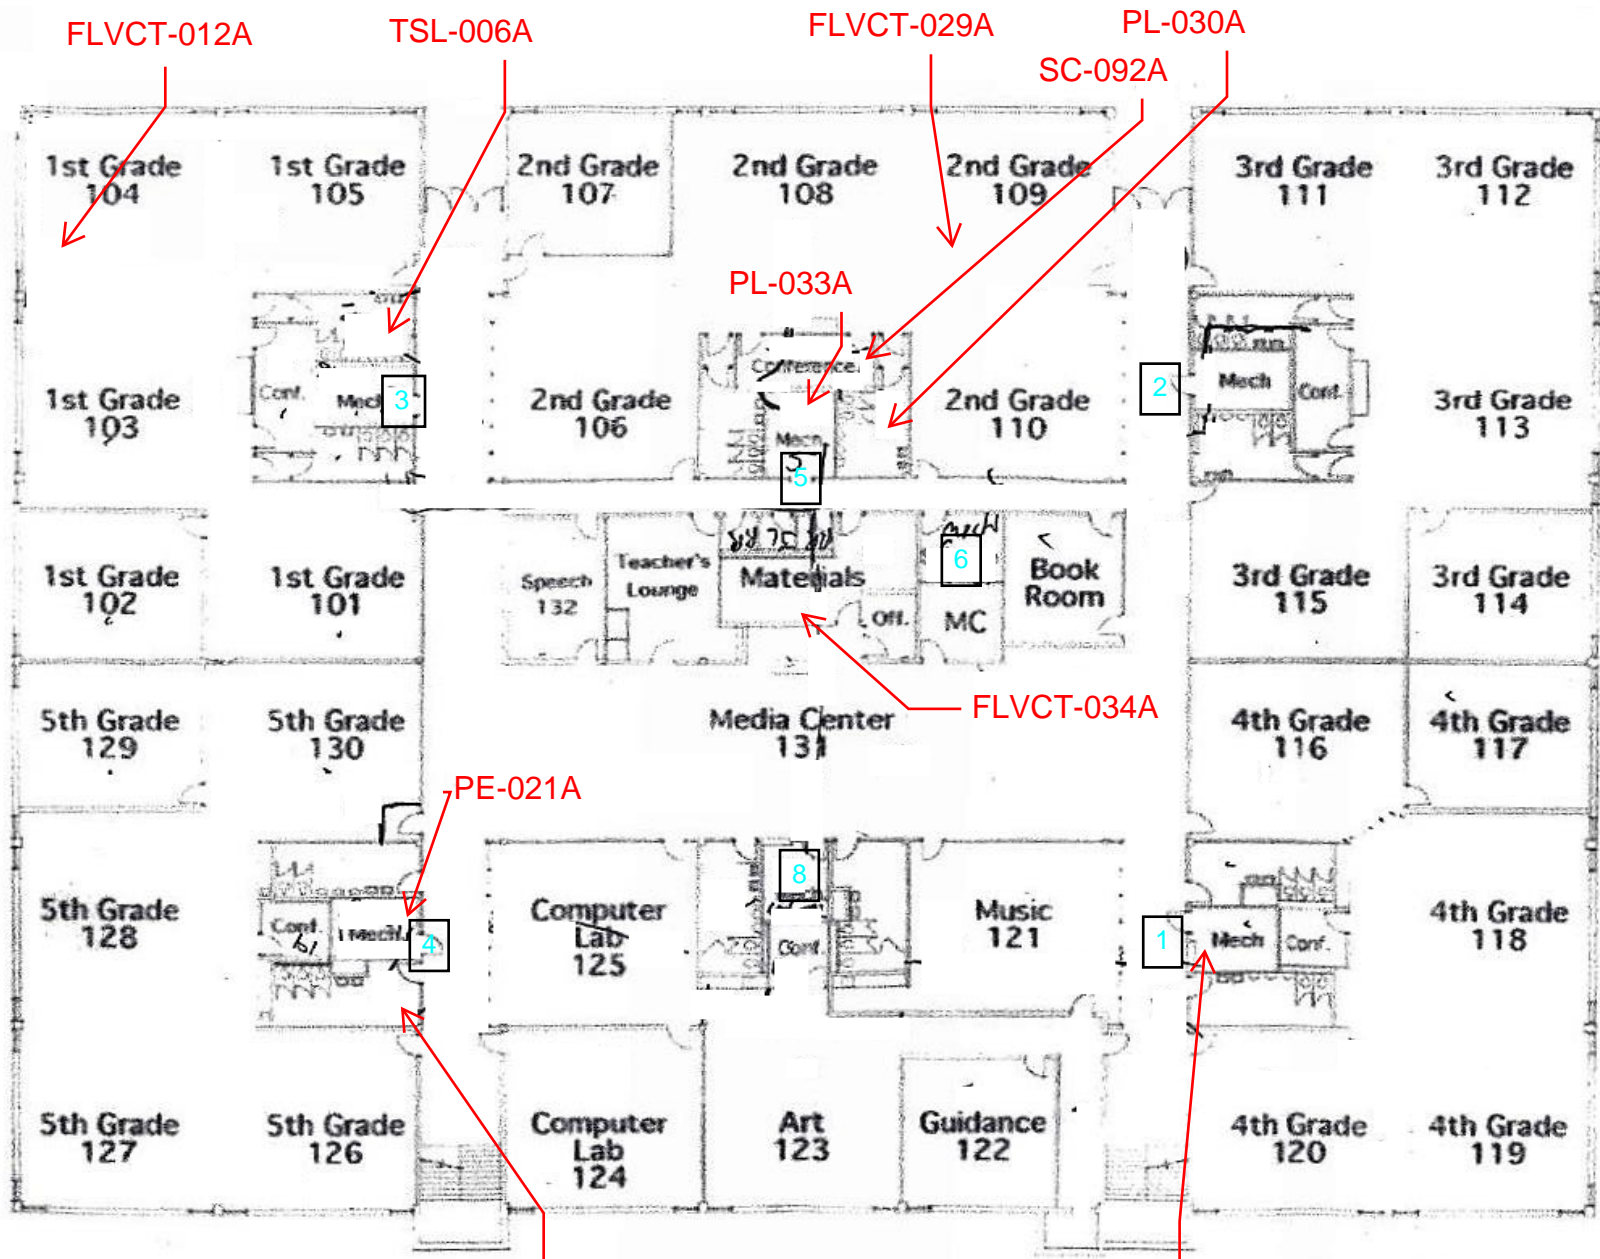 FLVCT-012A
TSL-006A
FLVCT-029A
PL-030A
SC-092A
1st Grade
104
1st Grade
105
2nd Grade
107
2nd Grade
108
2nd Grade
109
3rd Grade
111
3rd Grade
112
PL-033A
1st Grade
103
Conf.
Mech
3
2nd Grade
106
Conference
Mech
5
2nd Grade
110
2
Mech
Conf.
3rd Grade
113
1st Grade
102
1st Grade
101
Speech
132
Teacher's
Lounge
RR JL RR
Materials
Off.
6
MC
Book
Room
3rd Grade
115
3rd Grade
114
FLVCT-034A
5th Grade
129
5th Grade
130
Media Center
131
4th Grade
116
4th Grade
117
PE-021A
5th Grade
128
Conf.
Mech
4
Computer
Lab
125
8
Conf.
Music
121
1
Mech
Conf.
4th Grade
118
5th Grade
127
5th Grade
126
Computer
Lab
124
Art
123
Guidance
122
4th Grade
120
4th Grade
119